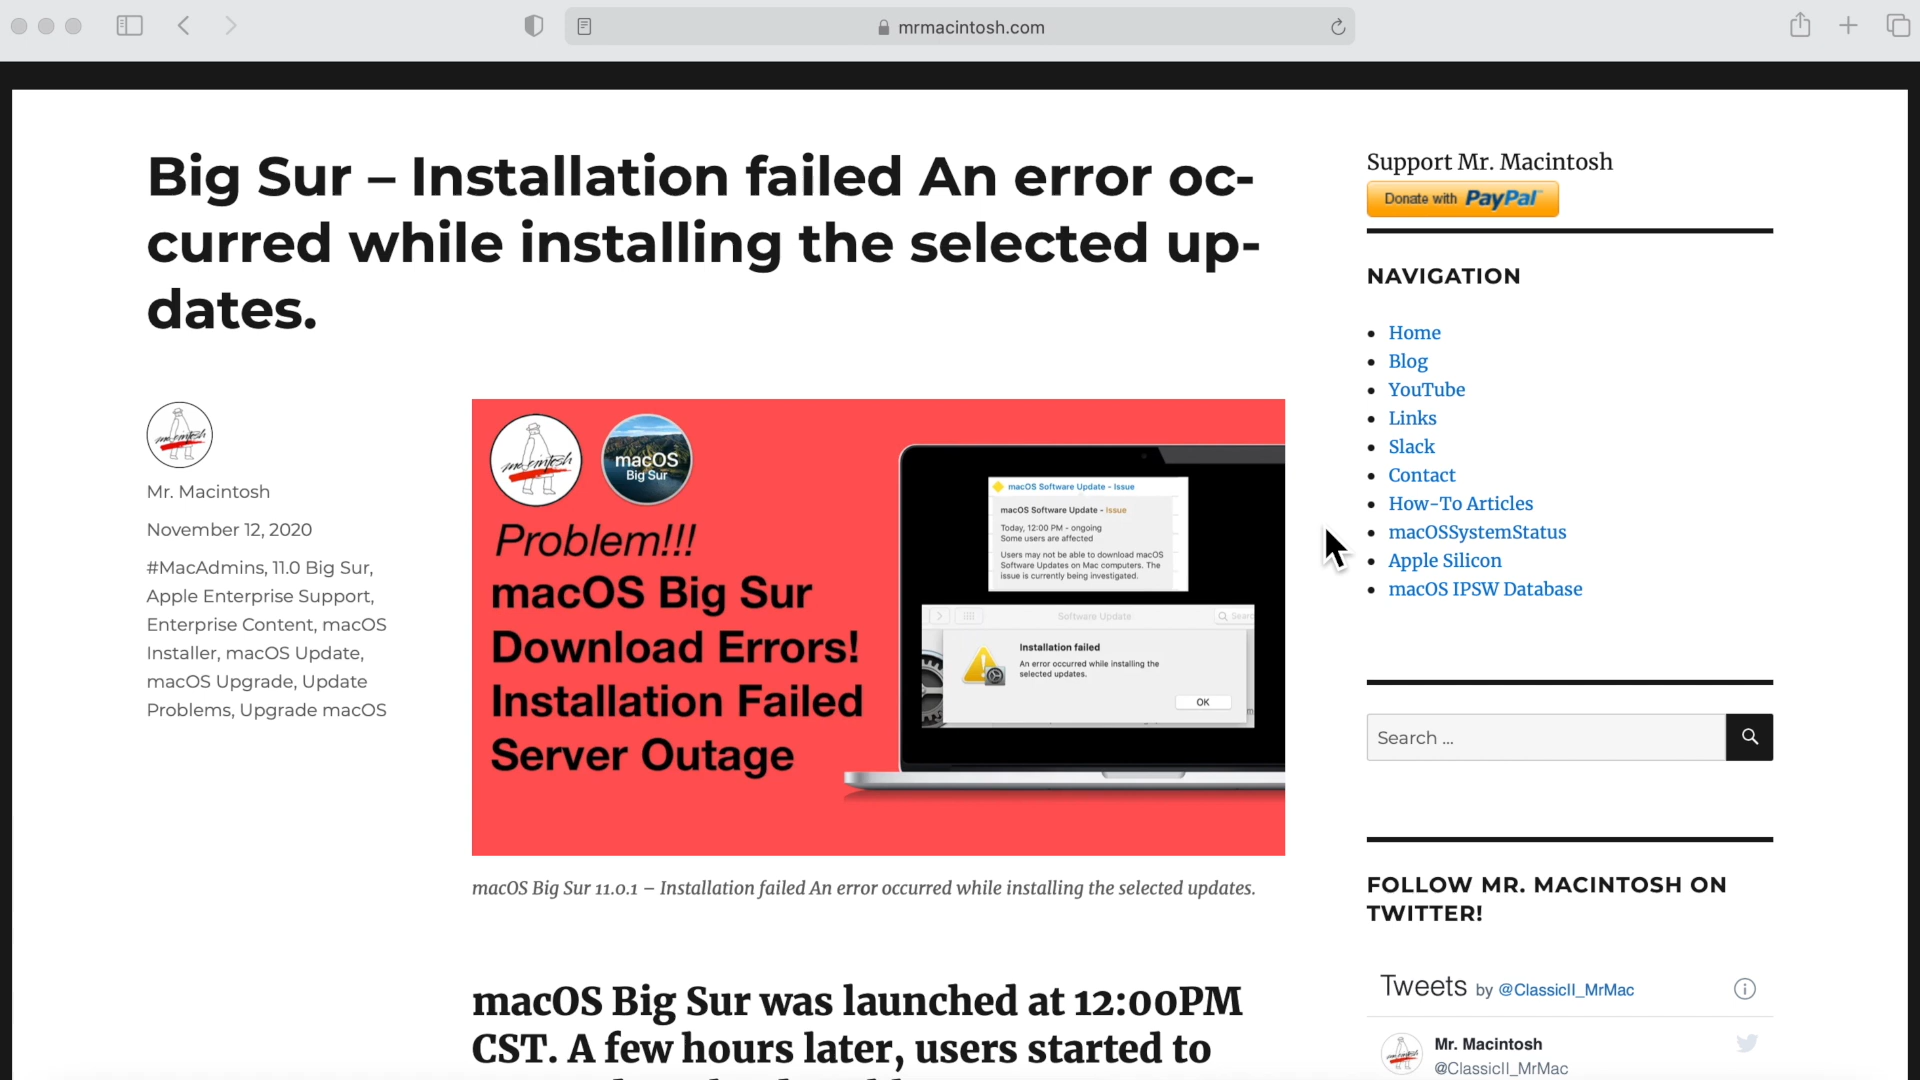 mrmacintosh.com
Big Sur – Installation failed An error oc-
curred while installing the selected up-
dates.
Mr. Macintosh
November 12, 2020
#MacAdmins, 11.0 Big Sur,
Apple Enterprise Support,
Enterprise Content, macOS
Installer, macOS Update,
macOS Upgrade, Update
Problems, Upgrade macOS
macOS
Big Sur
Problem!!!
macOS Big Sur
Download Errors!
Installation Failed
Server Outage
macOS Software Update - Issue
macOS Software Update - Issue
Today, 12:00 PM - ongoing
Some users are affected
Users may not be able to download macOS
Software Updates on Mac computers. The
issue is currently being investigated.
Software Update
Installation failed
An error occurred while installing the
selected updates.
OK
macOS Big Sur 11.0.1 – Installation failed An error occurred while installing the selected updates.
macOS Big Sur was launched at 12:00PM
CST. A few hours later, users started to
Support Mr. Macintosh
Donate with PayPal
NAVIGATION
Home
Blog
YouTube
Links
Slack
Contact
How-To Articles
macOSSystemStatus
Apple Silicon
macOS IPSW Database
Search ...
FOLLOW MR. MACINTOSH ON
TWITTER!
Tweets by @ClassicII_MrMac
Mr. Macintosh
@ClassicII_MrMac